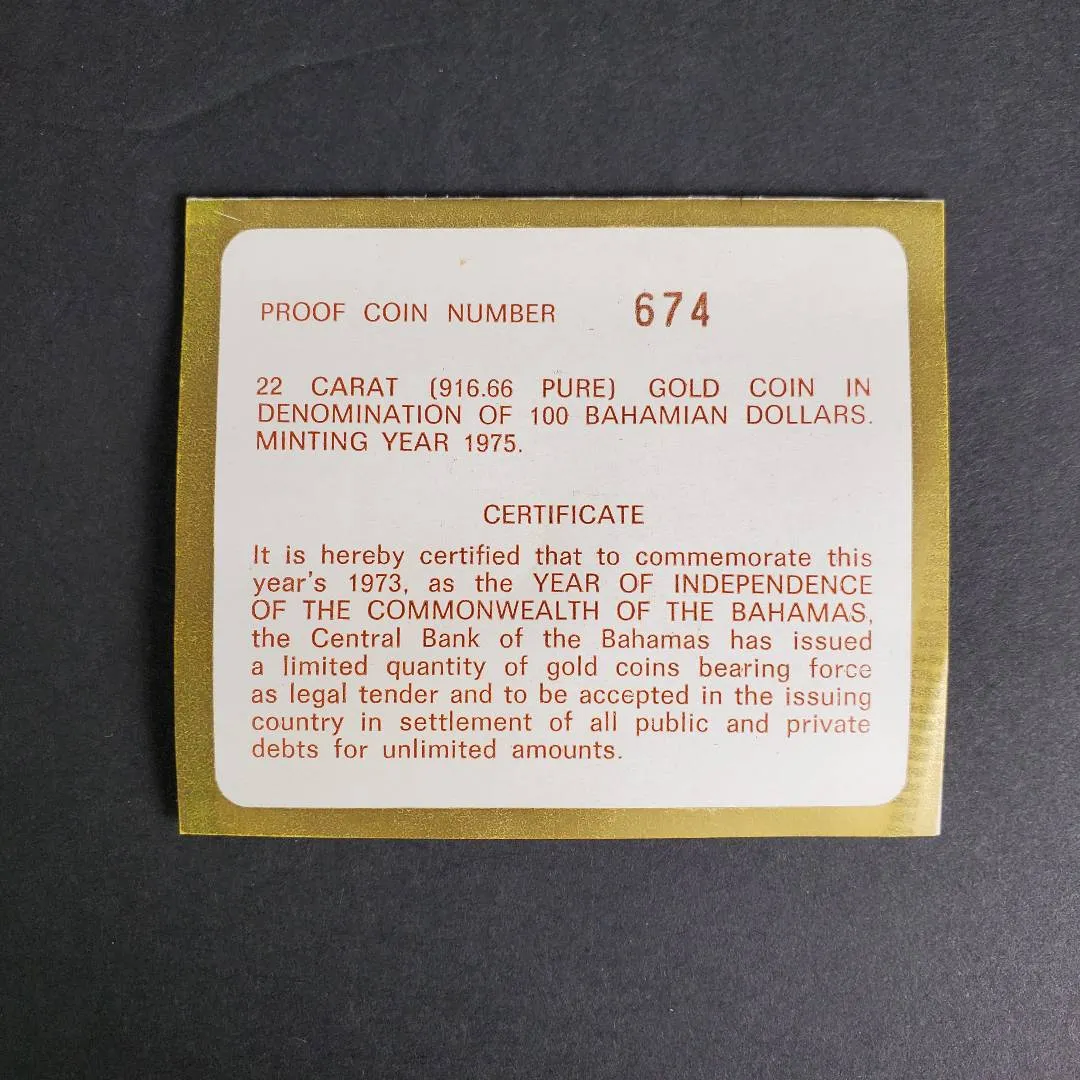 PROOF COIN NUMBER 674
22 CARAT (916.66 PURE) GOLD COIN IN
DENOMINATION OF 100 BAHAMIAN DOLLARS.
MINTING YEAR 1975.
CERTIFICATE
It is hereby certified that to commemorate this
year's 1973, as the YEAR OF INDEPENDENCE
OF THE COMMONWEALTH OF THE BAHAMAS,
the Central Bank of the Bahamas has issued
a limited quantity of gold coins bearing force
as legal tender and to be accepted in the issuing
country in settlement of all public and private
debts for unlimited amounts.